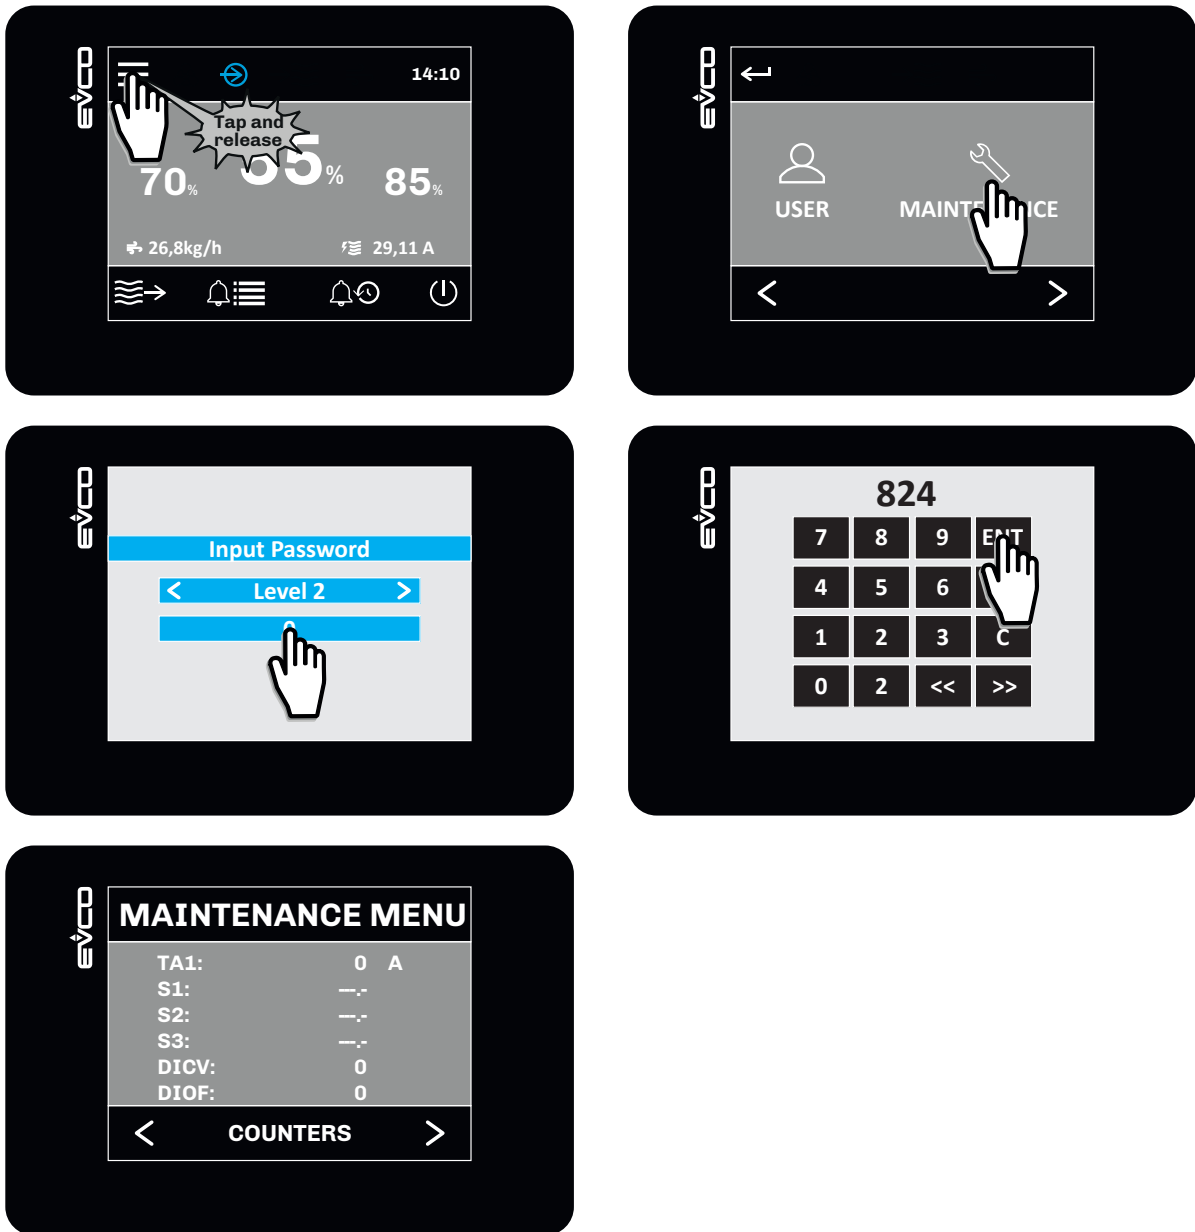 EVCO
14:10
Tap and
release
%
70%
85%
26,8kg/h
29,11 A
EVCO
USER
MAINTENANCE
<
>
EVCO
Input Password
< Level 2 >
EVCO
824
7 8 9 ENT
4 5 6
1 2 3 C
0 2 << >>
EVCO
MAINTENANCE MENU
TA1: 0 A
S1: ---.-
S2: ---.-
S3: ---.-
DICV: 0
DIOF: 0
< COUNTERS >